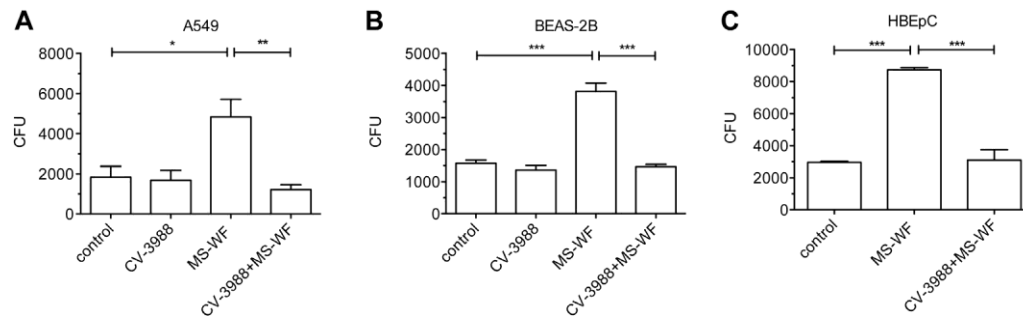 A
A549
* **
8000
6000
4000
2000
0
CFU
control
CV-3988
MS-WF
CV-3988+MS-WF
B
BEAS-2B
*** ***
5000
4000
3000
2000
1000
0
CFU
control
CV-3988
MS-WF
CV-3988+MS-WF
C
HBEpC
*** ***
10000
8000
6000
4000
2000
0
CFU
control
MS-WF
CV-3988+MS-WF